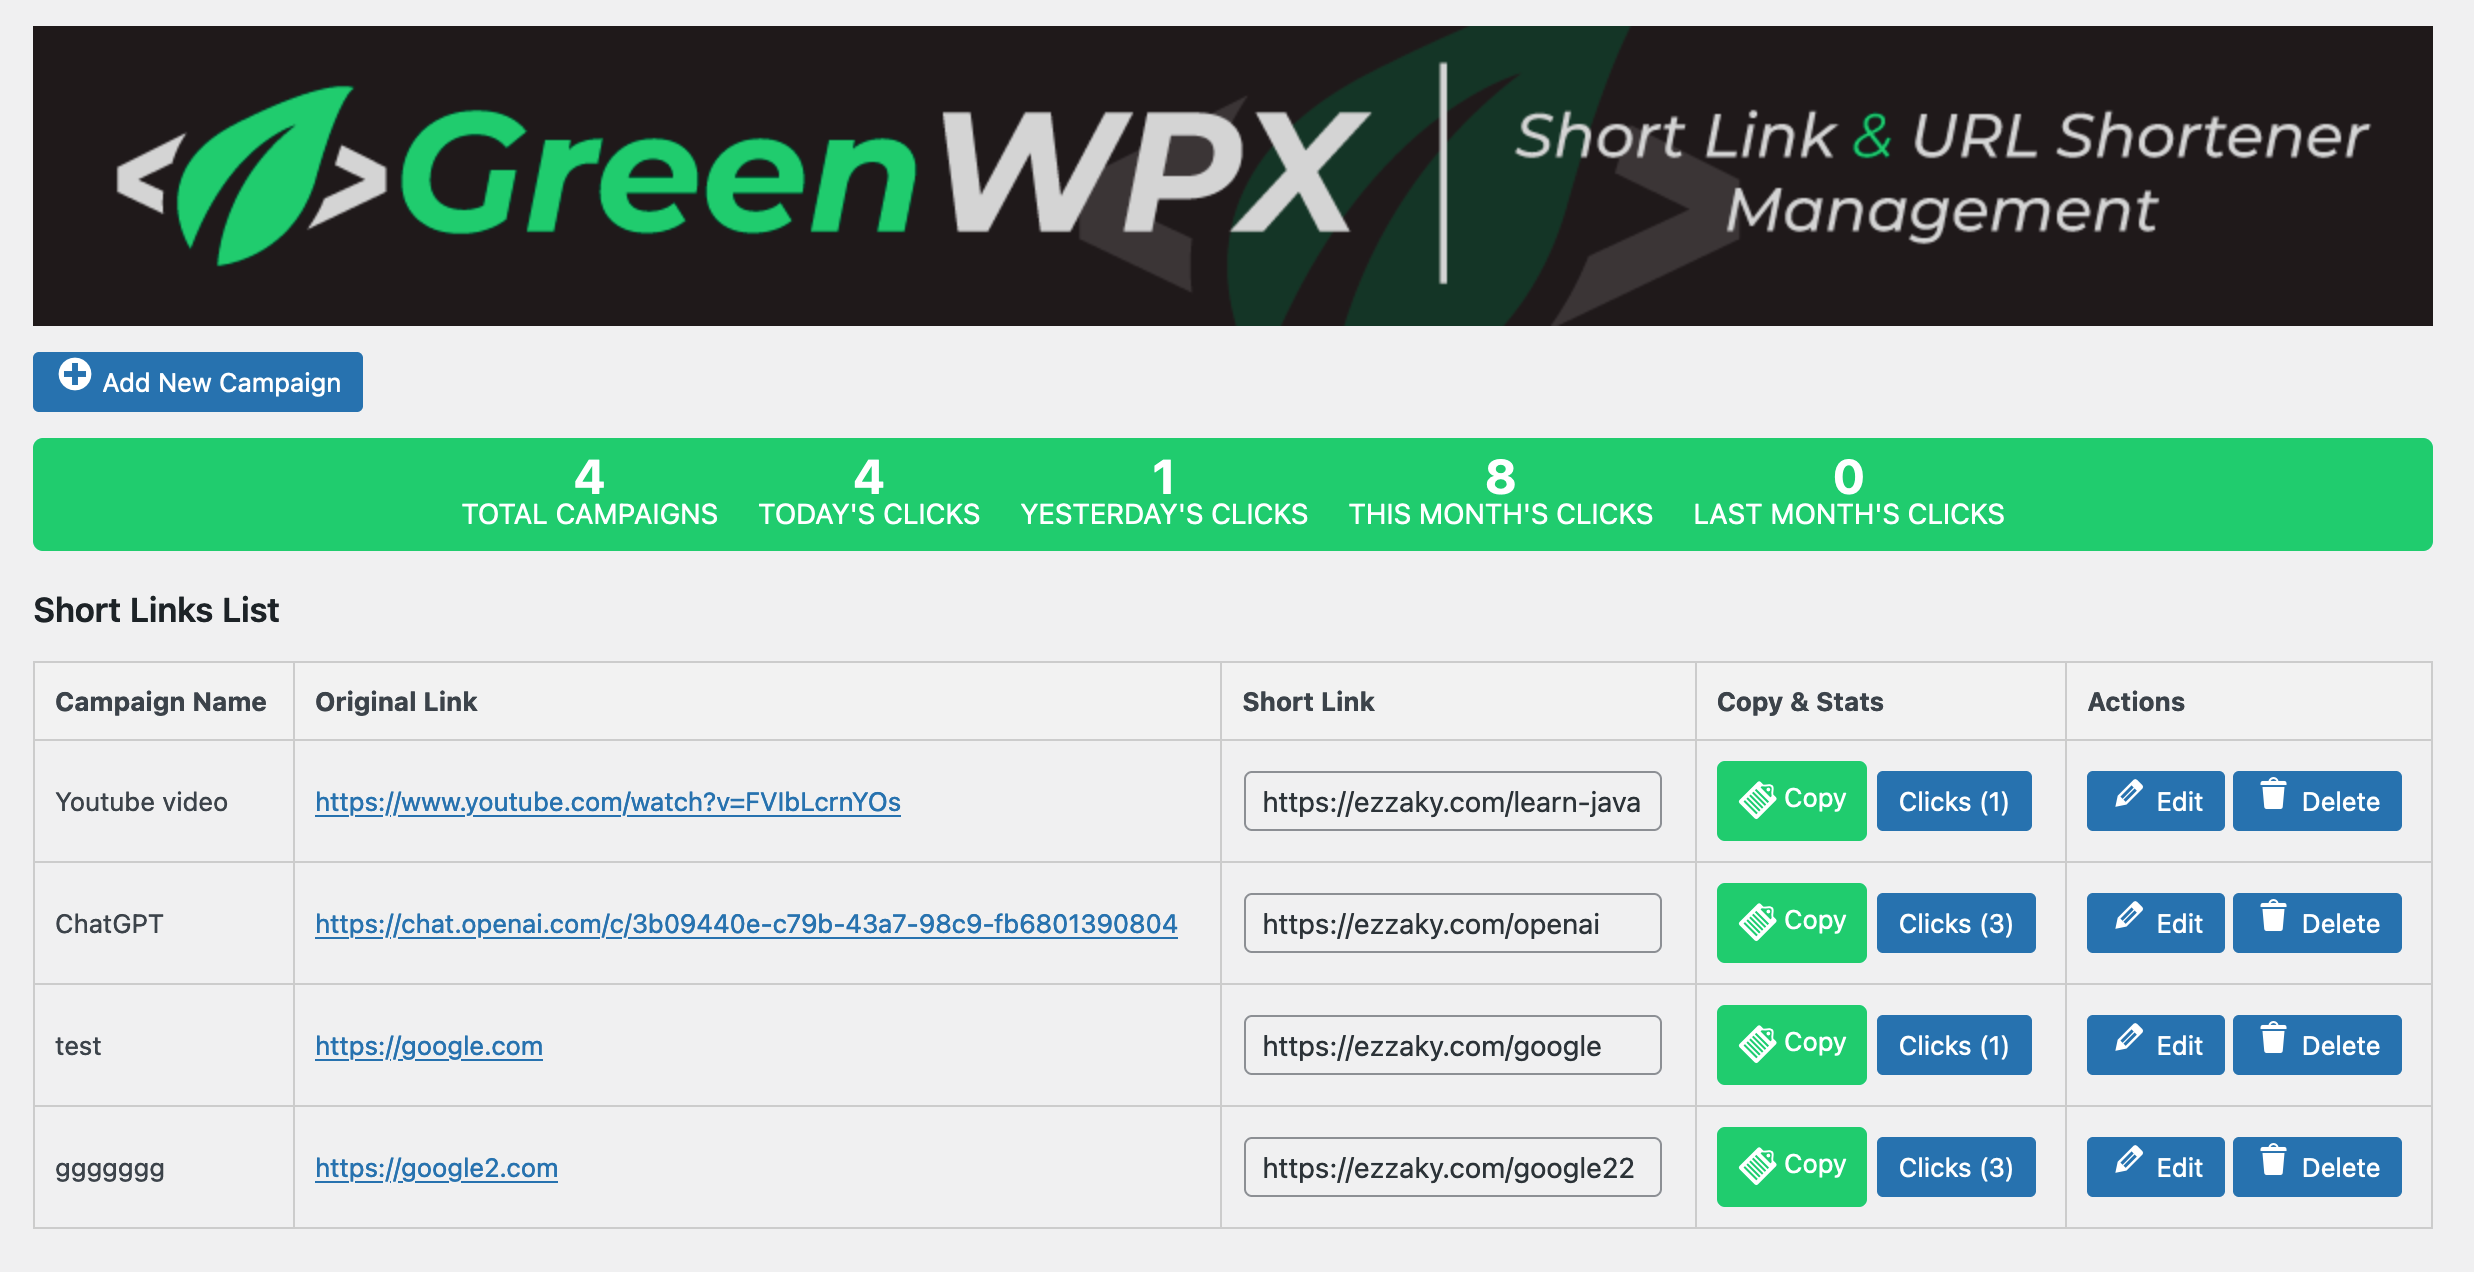 <GreenWPX
Short Link & URL Shortener
Management
Add New Campaign
4 4 1 8 0
TOTAL CAMPAIGNS TODAY'S CLICKS YESTERDAY'S CLICKS THIS MONTH'S CLICKS LAST MONTH'S CLICKS
Short Links List
Campaign Name Original Link Short Link Copy & Stats Actions
Youtube video https://www.youtube.com/watch?v=FVIbLcrnYOs https://ezzaky.com/learn-java Copy Clicks (1) Edit Delete
ChatGPT https://chat.openai.com/c/3b09440e-c79b-43a7-98c9-fb6801390804 https://ezzaky.com/openai Copy Clicks (3) Edit Delete
test https://google.com https://ezzaky.com/google Copy Clicks (1) Edit Delete
ggggggg https://google2.com https://ezzaky.com/google22 Copy Clicks (3) Edit Delete